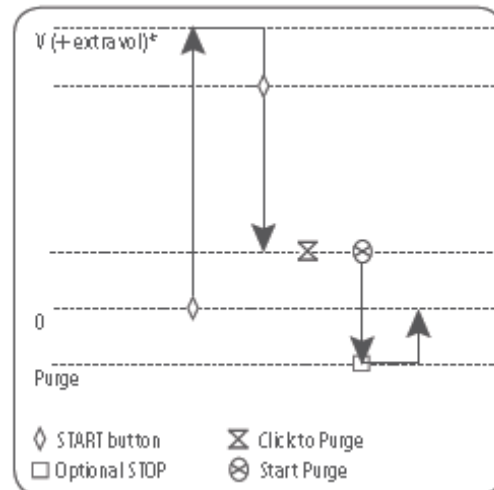 V (+ extra vol)*
0
Purge
START button
Click to Purge
Optional STOP
Start Purge